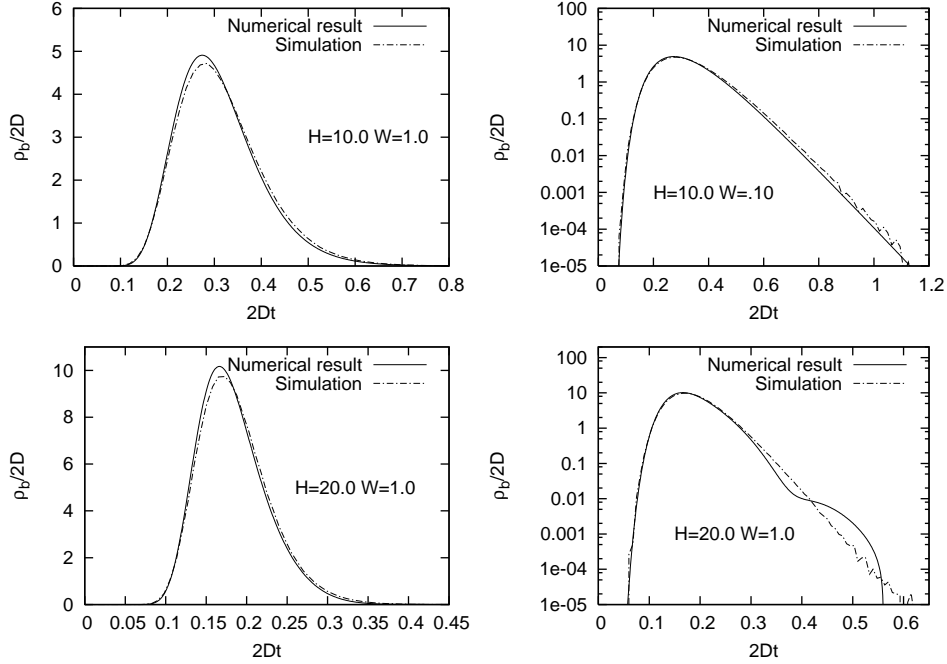 6
5
4
3
2
1
0
ρb/2D
Numerical result
Simulation
H=10.0 W=1.0
0 0.1 0.2 0.3 0.4 0.5 0.6 0.7 0.8
2Dt
100
10
1
0.1
0.01
0.001
1e-04
1e-05
ρb/2D
Numerical result
Simulation
H=10.0 W=.10
0 0.2 0.4 0.6 0.8 1 1.2
2Dt
10
8
6
4
2
0
ρb/2D
Numerical result
Simulation
H=20.0 W=1.0
0 0.05 0.1 0.15 0.20 0.25 0.30 0.35 0.4 0.45
2Dt
100
10
1
0.1
0.01
0.001
1e-04
1e-05
ρb/2D
Numerical result
Simulation
H=20.0 W=1.0
0 0.1 0.2 0.3 0.4 0.5 0.6
2Dt